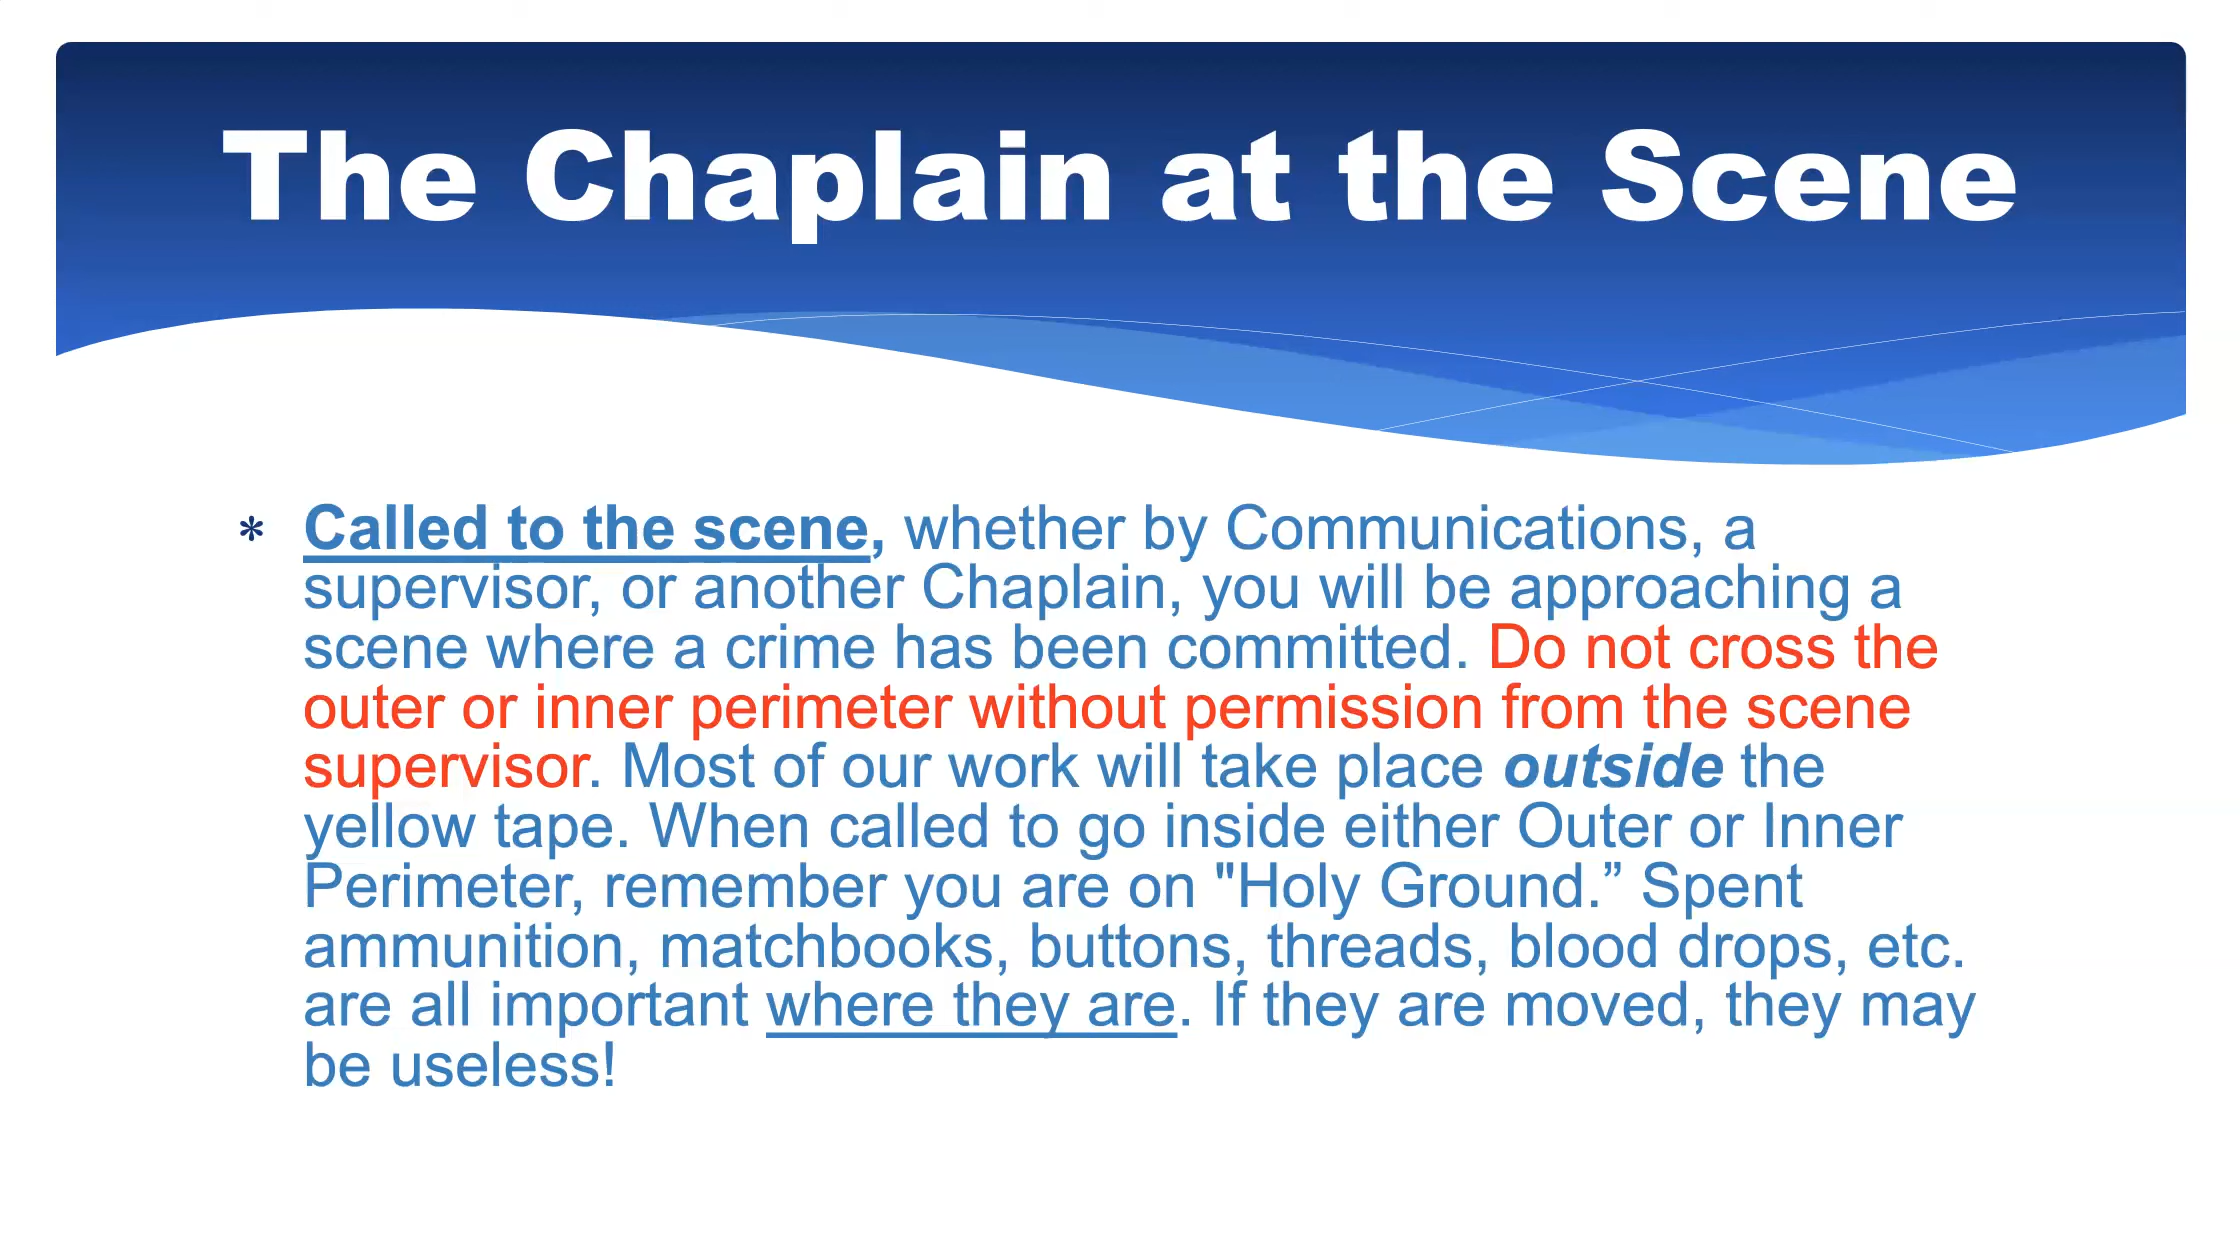 The Chaplain at the Scene
* Called to the scene, whether by Communications, a
supervisor, or another Chaplain, you will be approaching a
scene where a crime has been committed. Do not cross the
outer or inner perimeter without permission from the scene
supervisor. Most of our work will take place outside the
yellow tape. When called to go inside either Outer or Inner
Perimeter, remember you are on "Holy Ground.” Spent
ammunition, matchbooks, buttons, threads, blood drops, etc.
are all important where they are. If they are moved, they may
be useless!